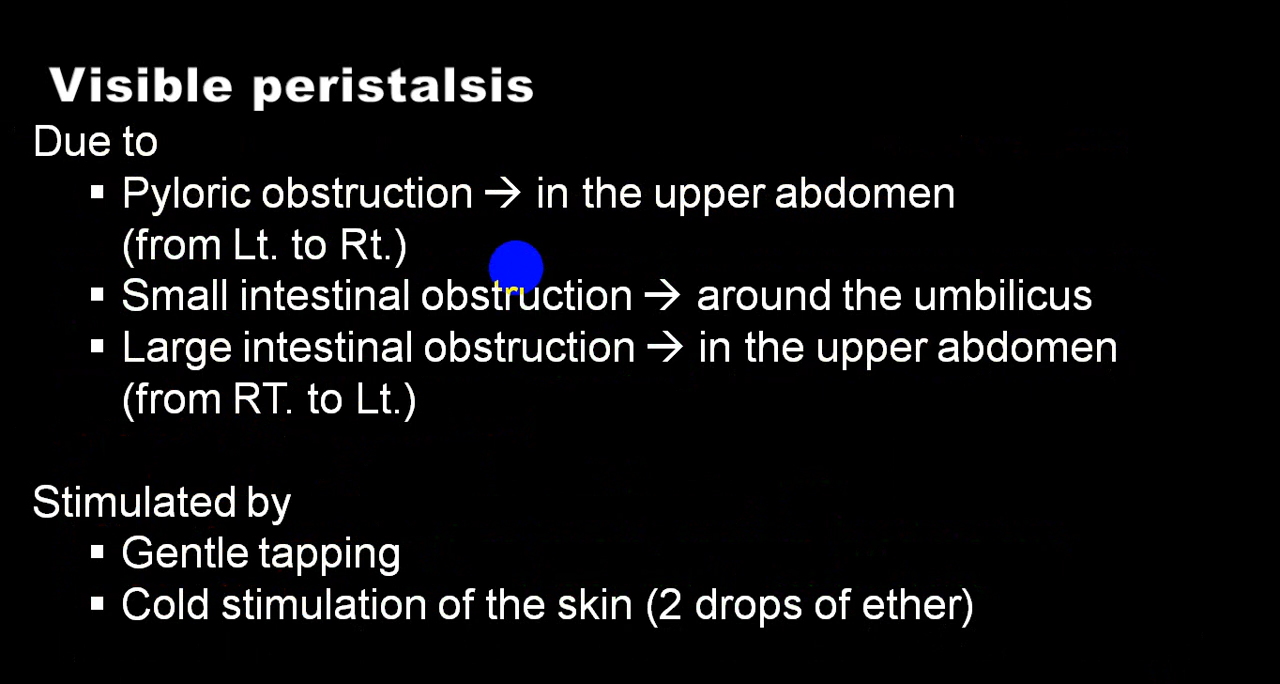 Visible peristalsis
Due to
▪ Pyloric obstruction → in the upper abdomen
(from Lt. to Rt.)
▪ Small intestinal obstruction → around the umbilicus
▪ Large intestinal obstruction → in the upper abdomen
(from RT. to Lt.)
Stimulated by
▪ Gentle tapping
▪ Cold stimulation of the skin (2 drops of ether)